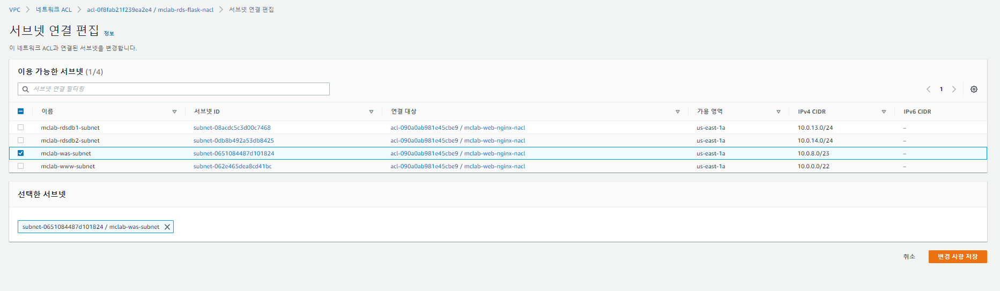 VPC > 네트워크 ACL > acl-0f8fab21f239ea2e4 / mclab-rds-flask-nacl > 서브넷 연결 편집
서브넷 연결 편집 정보
이 네트워크 ACL과 연결된 서브넷을 변경합니다.
이용 가능한 서브넷 (1/4)
서브넷 연결 필터링
1
이름 서브넷 ID 연결 대상 가용 영역 IPv4 CIDR IPv6 CIDR
mclab-rdsdb1-subnet subnet-08acdc5c3d00c7468 acl-090a0ab981e45cbe9 / mclab-web-nginx-nacl us-east-1a 10.0.13.0/24 –
mclab-rdsdb2-subnet subnet-0db8b492a53db8425 acl-090a0ab981e45cbe9 / mclab-web-nginx-nacl us-east-1a 10.0.14.0/24 –
mclab-was-subnet subnet-0651084487d101824 acl-090a0ab981e45cbe9 / mclab-web-nginx-nacl us-east-1a 10.0.8.0/23 –
mclab-www-subnet subnet-062e465dea8cd41bc acl-090a0ab981e45cbe9 / mclab-web-nginx-nacl us-east-1a 10.0.0.0/22 –
선택한 서브넷
subnet-0651084487d101824 / mclab-was-subnet
취소 변경 사항 저장